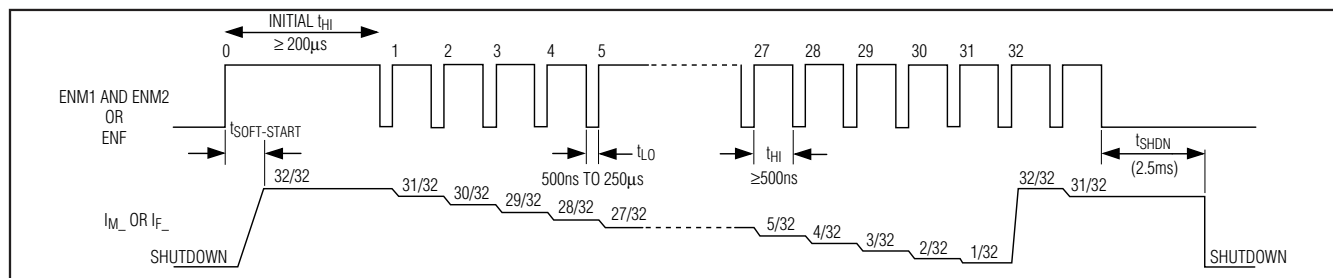 INITIAL tHI
≥ 200µs
0 1 2 3 4 5 27 28 29 30 31 32
ENM1 AND ENM2
OR
ENF
tSOFT-START
tLO
500ns TO 250µs
tHI
≥500ns
tSHDN
(2.5ms)
32/32 31/32 30/32 29/32 28/32 27/32 5/32 4/32 3/32 2/32 1/32 32/32 31/32
IM_ OR IF_
SHUTDOWN
SHUTDOWN